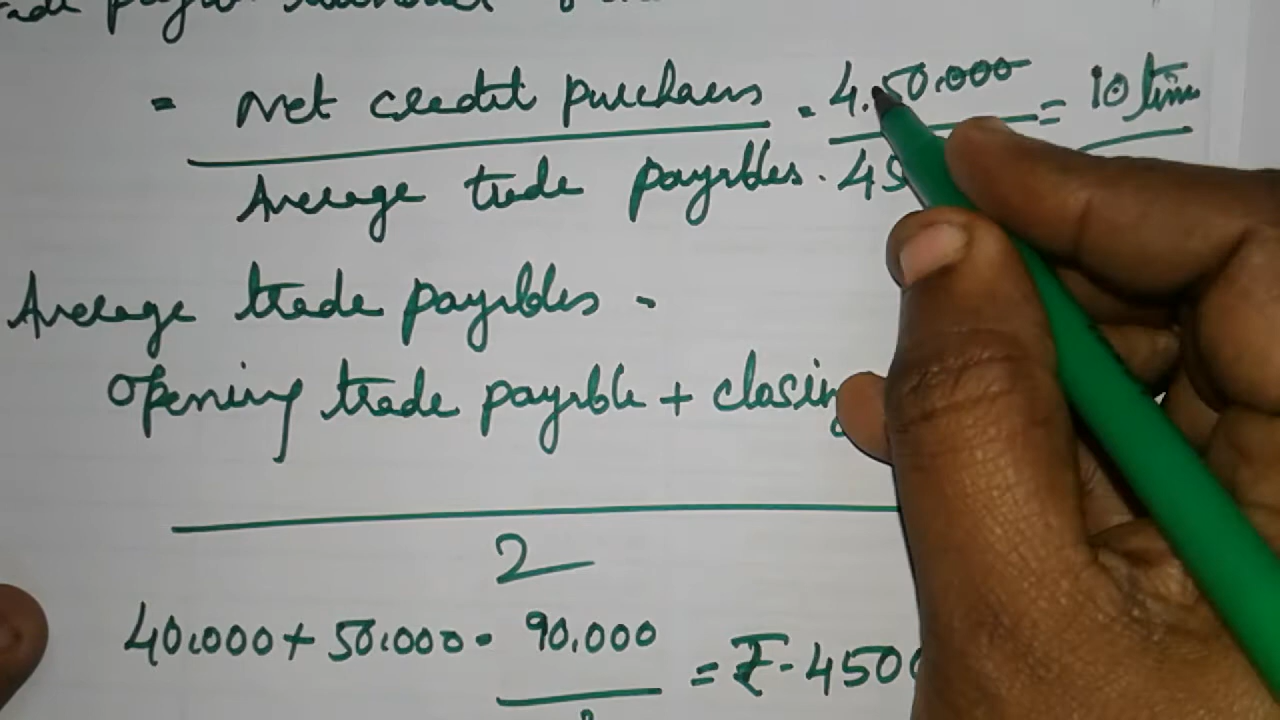 = Net credit purchases = 4,50,000 = 10 times
Average trade payables 45
Average trade payables =
Opening trade payable + closing
2
40,000 + 50,000 = 90,000 = ₹ 4500